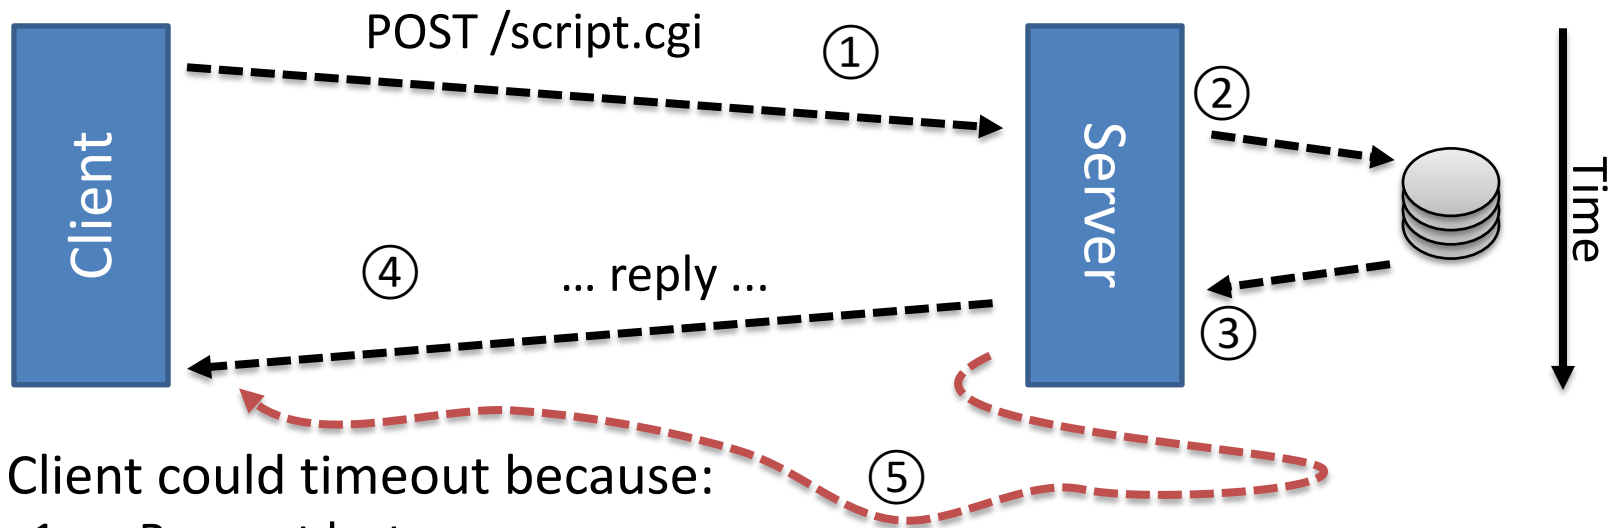 POST /script.cgi
①
②
Client
Server
Time
④
... reply ...
③
Client could timeout because:
⑤